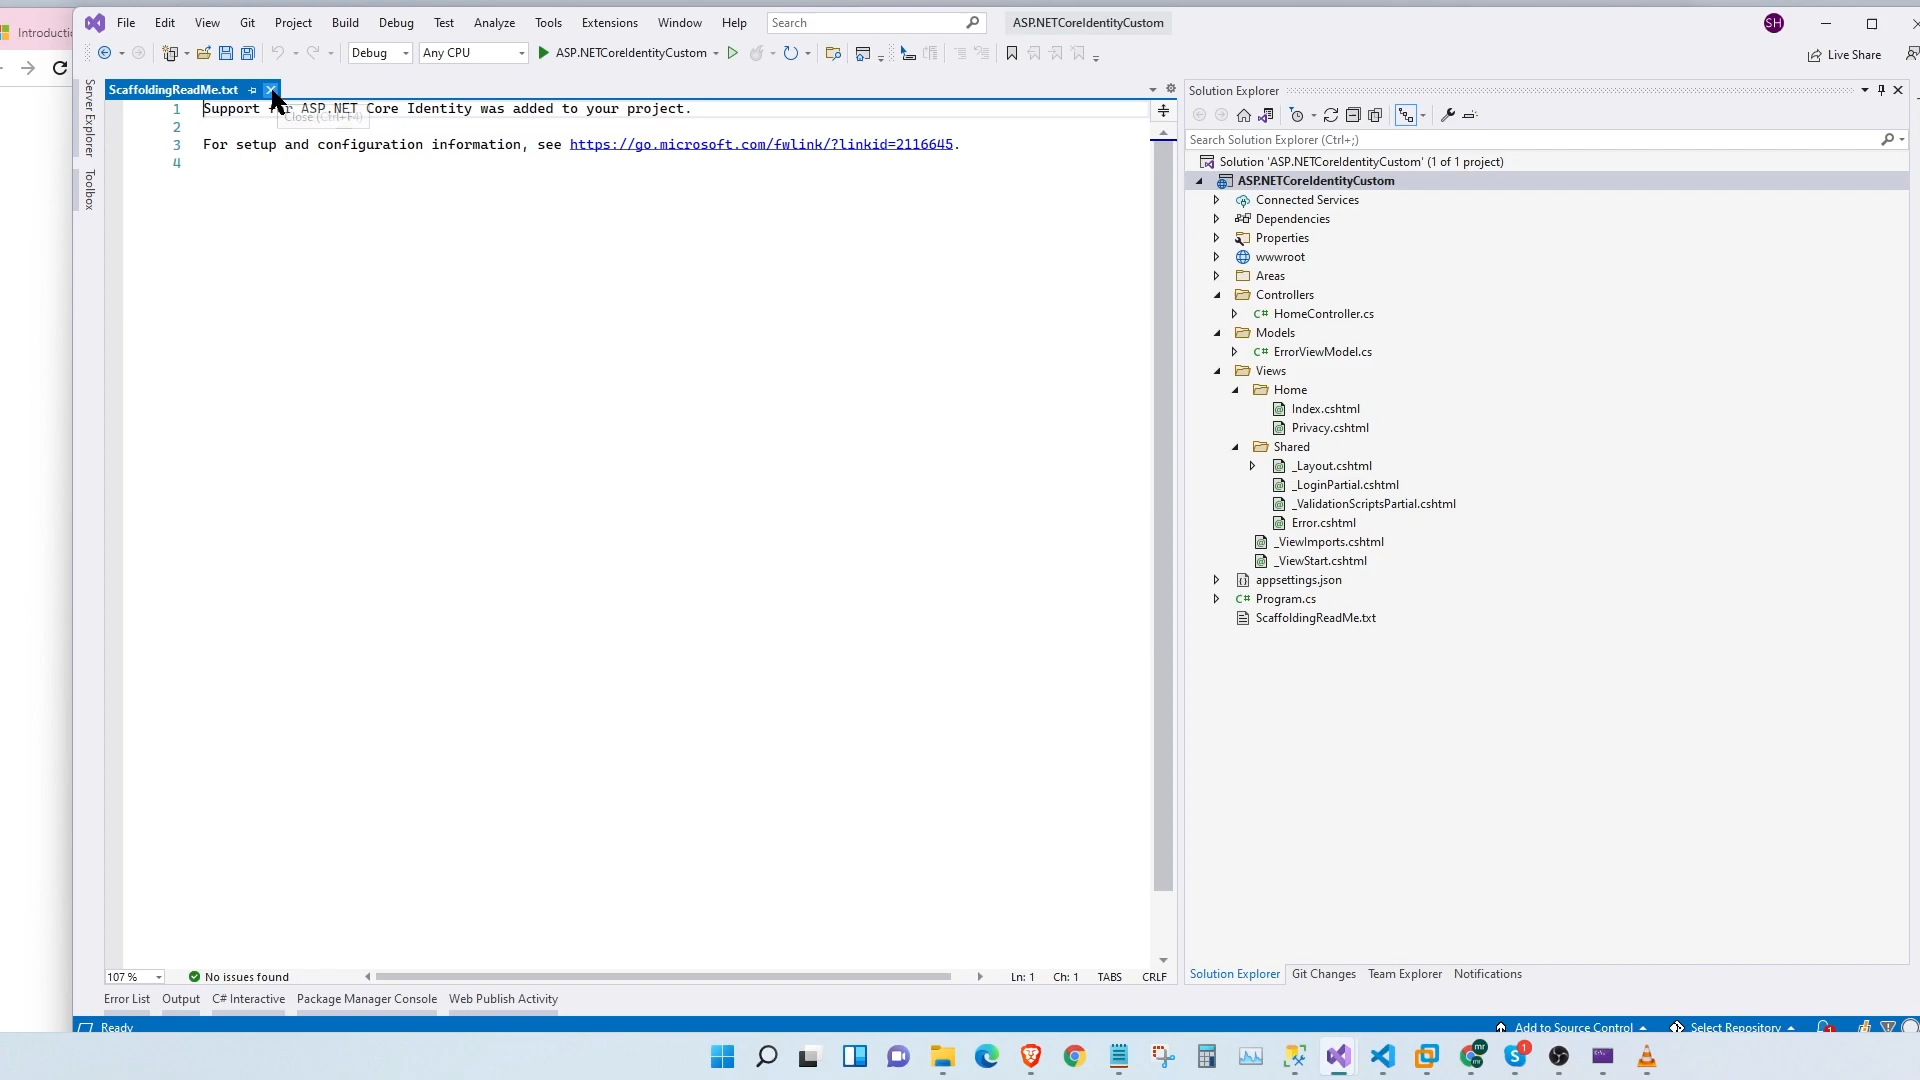 Introductio
File Edit View Git Project Build Debug Test Analyze Tools Extensions Window Help Search ASP.NETCoreIdentityCustom SH
Debug Any CPU ASP.NETCoreIdentityCustom Live Share
Server Explorer
Toolbox
ScaffoldingReadMe.txt
1 Support for ASP.NET Core Identity was added to your project.
Close (Ctrl+F4)
2
3 For setup and configuration information, see https://go.microsoft.com/fwlink/?linkid=2116645.
4
Solution Explorer
Search Solution Explorer (Ctrl+;)
Solution 'ASP.NETCoreIdentityCustom' (1 of 1 project)
ASP.NETCoreIdentityCustom
Connected Services
Dependencies
Properties
wwwroot
Areas
Controllers
C# HomeController.cs
Models
C# ErrorViewModel.cs
Views
Home
Index.cshtml
Privacy.cshtml
Shared
_Layout.cshtml
_LoginPartial.cshtml
_ValidationScriptsPartial.cshtml
Error.cshtml
_ViewImports.cshtml
_ViewStart.cshtml
appsettings.json
C# Program.cs
ScaffoldingReadMe.txt
107 % No issues found Ln: 1 Ch: 1 TABS CRLF
Solution Explorer Git Changes Team Explorer Notifications
Error List Output C# Interactive Package Manager Console Web Publish Activity
Ready Add to Source Control Select Repository 1
mr 1